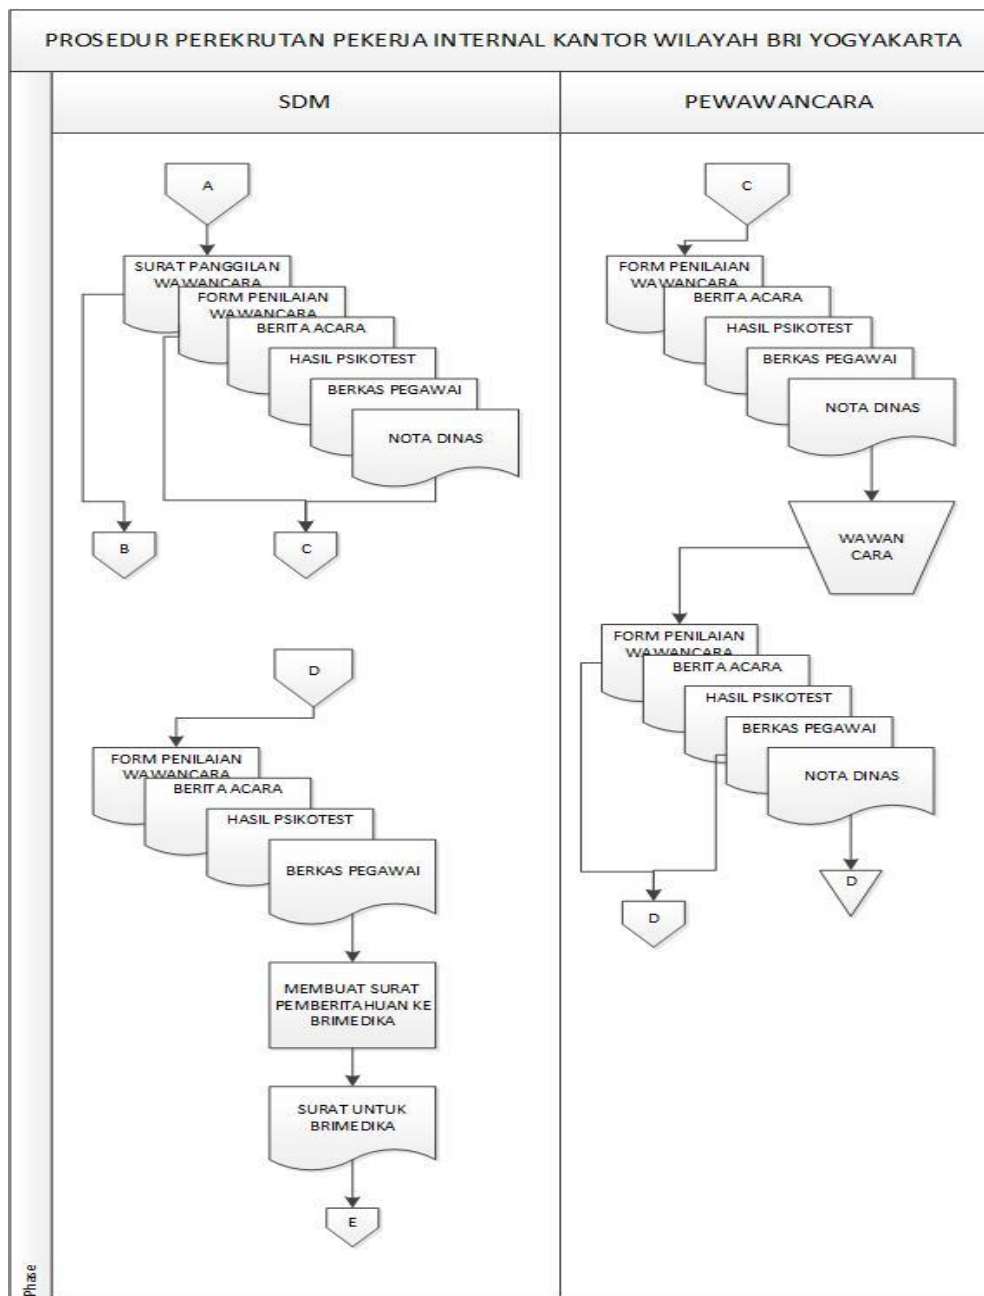 PROSEDUR PEREKRUTAN PEKERJA INTERNAL KANTOR WILAYAH BRI YOGYAKARTA
SDM
PEWAWANCARA
A
SURAT PANGGILAN
WAWANCARA
FORM PENILAIAN
WAWANCARA
BERITA ACARA
HASIL PSIKOTEST
BERKAS PEGAWAI
NOTA DINAS
B
C
D
FORM PENILAIAN
WAWANCARA
BERITA ACARA
HASIL PSIKOTEST
BERKAS PEGAWAI
MEMBUAT SURAT
PEMBERITAHUAN KE
BRIMEDIKA
SURAT UNTUK
BRIMEDIKA
E
C
FORM PENILAIAN
WAWANCARA
BERITA ACARA
HASIL PSIKOTEST
BERKAS PEGAWAI
NOTA DINAS
WAWAN
CARA
FORM PENILAIAN
WAWANCARA
BERITA ACARA
HASIL PSIKOTEST
BERKAS PEGAWAI
NOTA DINAS
D
D
Phase